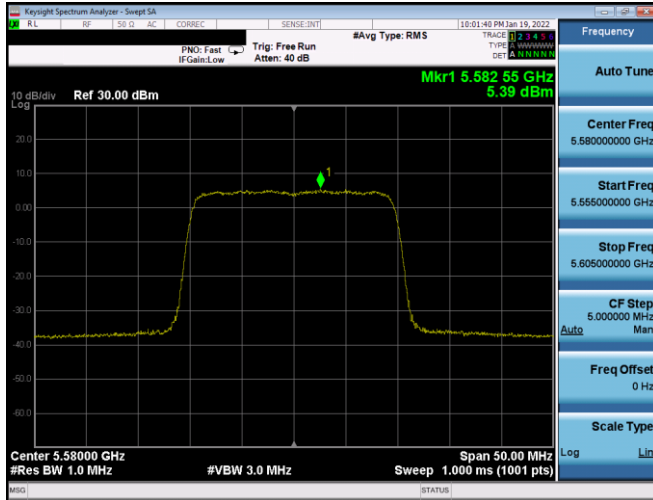 Keysight Spectrum Analyzer - Swept SA
RL RF 50 Ω AC CORREC SENSE:INT 10:01:40 PM Jan 19, 2022
#Avg Type: RMS TRACE 1 2 3 4 5 6
PNO: Fast Trig: Free Run TYPE A WWWWW
IFGain:Low Atten: 40 dB DET A N N N N N
Mkr1 5.582 55 GHz
5.39 dBm
10 dB/div Ref 30.00 dBm
Log
20.0
10.0
1
0.00
-10.0
-20.0
-30.0
-40.0
-50.0
-60.0
Center 5.58000 GHz Span 50.00 MHz
#Res BW 1.0 MHz #VBW 3.0 MHz Sweep 1.000 ms (1001 pts)
MSG STATUS
Frequency
Auto Tune
Center Freq
5.580000000 GHz
Start Freq
5.555000000 GHz
Stop Freq
5.605000000 GHz
CF Step
5.000000 MHz
Auto Man
Freq Offset
0 Hz
Scale Type
Log Lin